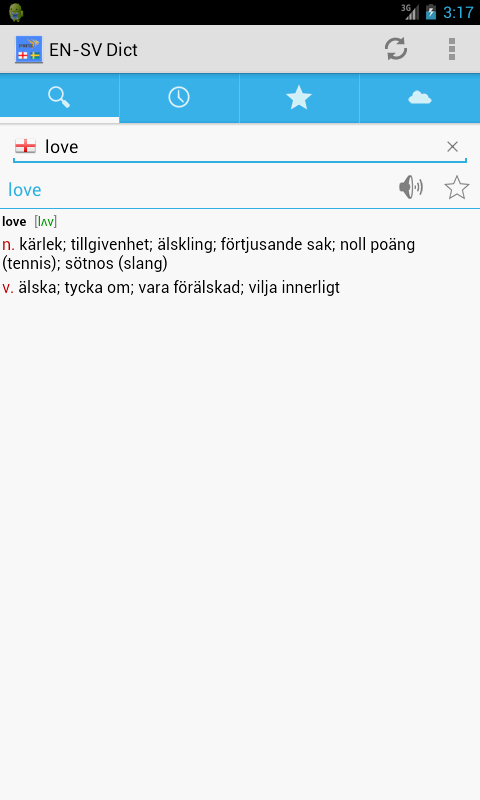 3G 3:17
EN-SV Dict
love
love
love [lʌv]
n. kärlek; tillgivenhet; älskling; förtjusande sak; noll poäng
(tennis); sötnos (slang)
v. älska; tycka om; vara förälskad; vilja innerligt